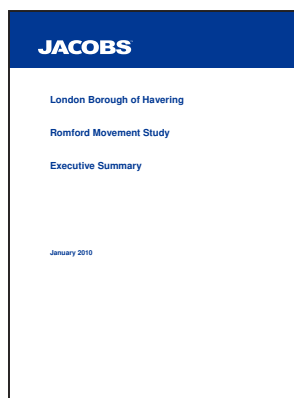 JACOBS
London Borough of Havering
Romford Movement Study
Executive Summary
January 2010